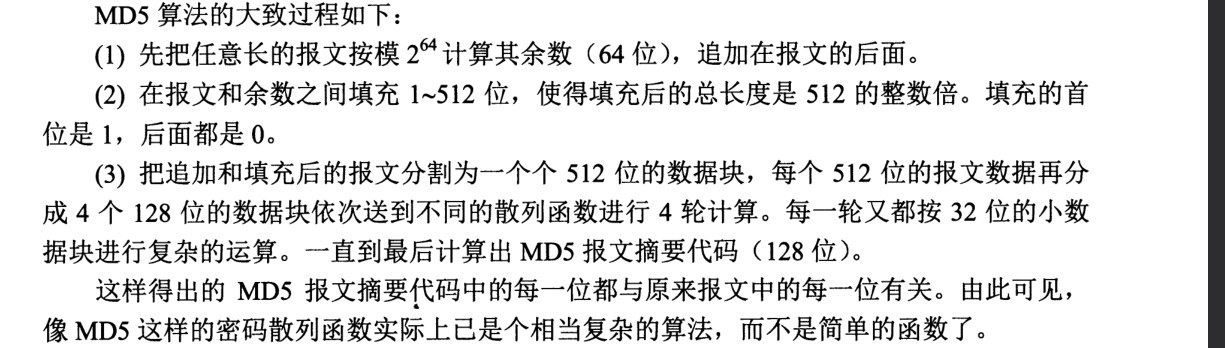 MD5 算法的大致过程如下：
(1) 先把任意长的报文按模 2⁶⁴ 计算其余数（64 位），追加在报文的后面。
(2) 在报文和余数之间填充 1~512 位，使得填充后的总长度是 512 的整数倍。填充的首
位是 1，后面都是 0。
(3) 把追加和填充后的报文分割为一个个 512 位的数据块，每个 512 位的报文数据再分
成 4 个 128 位的数据块依次送到不同的散列函数进行 4 轮计算。每一轮又都按 32 位的小数
据块进行复杂的运算。一直到最后计算出 MD5 报文摘要代码（128 位）。
这样得出的 MD5 报文摘要代码中的每一位都与原来报文中的每一位有关。由此可见，
像 MD5 这样的密码散列函数实际上已是个相当复杂的算法，而不是简单的函数了。